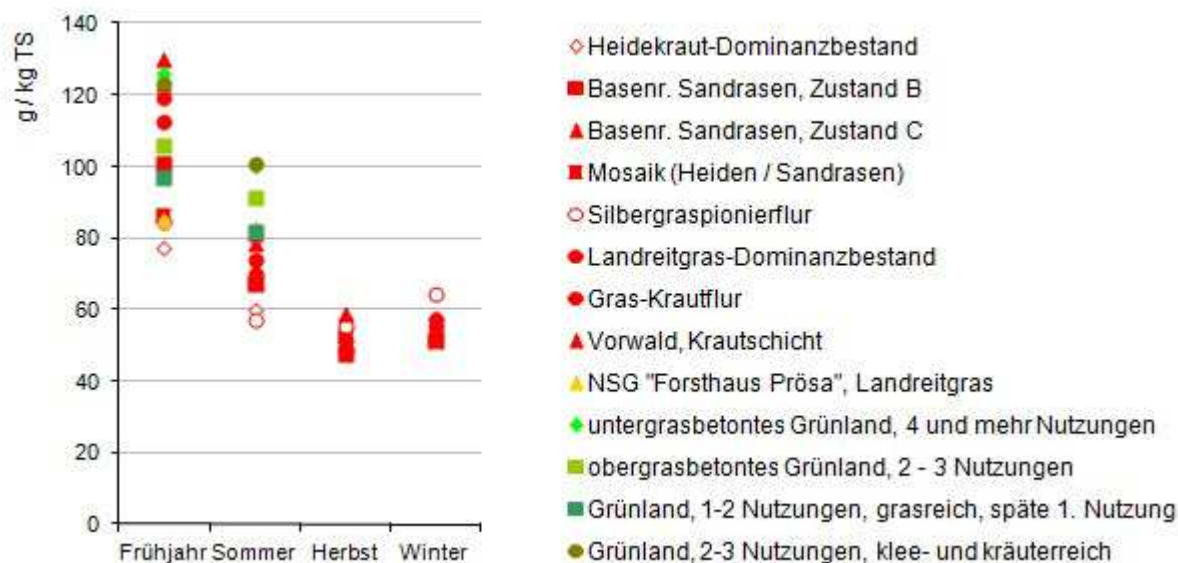 g / kg TS
140
120
100
80
60
40
20
0
Frühjahr Sommer Herbst Winter
Heidekraut-Dominanzbestand
Basenr. Sandrasen, Zustand B
Basenr. Sandrasen, Zustand C
Mosaik (Heiden / Sandrasen)
Silbergraspionierflur
Landreitgras-Dominanzbestand
Gras-Krautflur
Vorwald, Krautschicht
NSG "Forsthaus Prösa", Landreitgras
untergrasbetontes Grünland, 4 und mehr Nutzungen
obergrasbetontes Grünland, 2 - 3 Nutzungen
Grünland, 1-2 Nutzungen, grasreich, späte 1. Nutzung
Grünland, 2-3 Nutzungen, klee- und kräuterreich